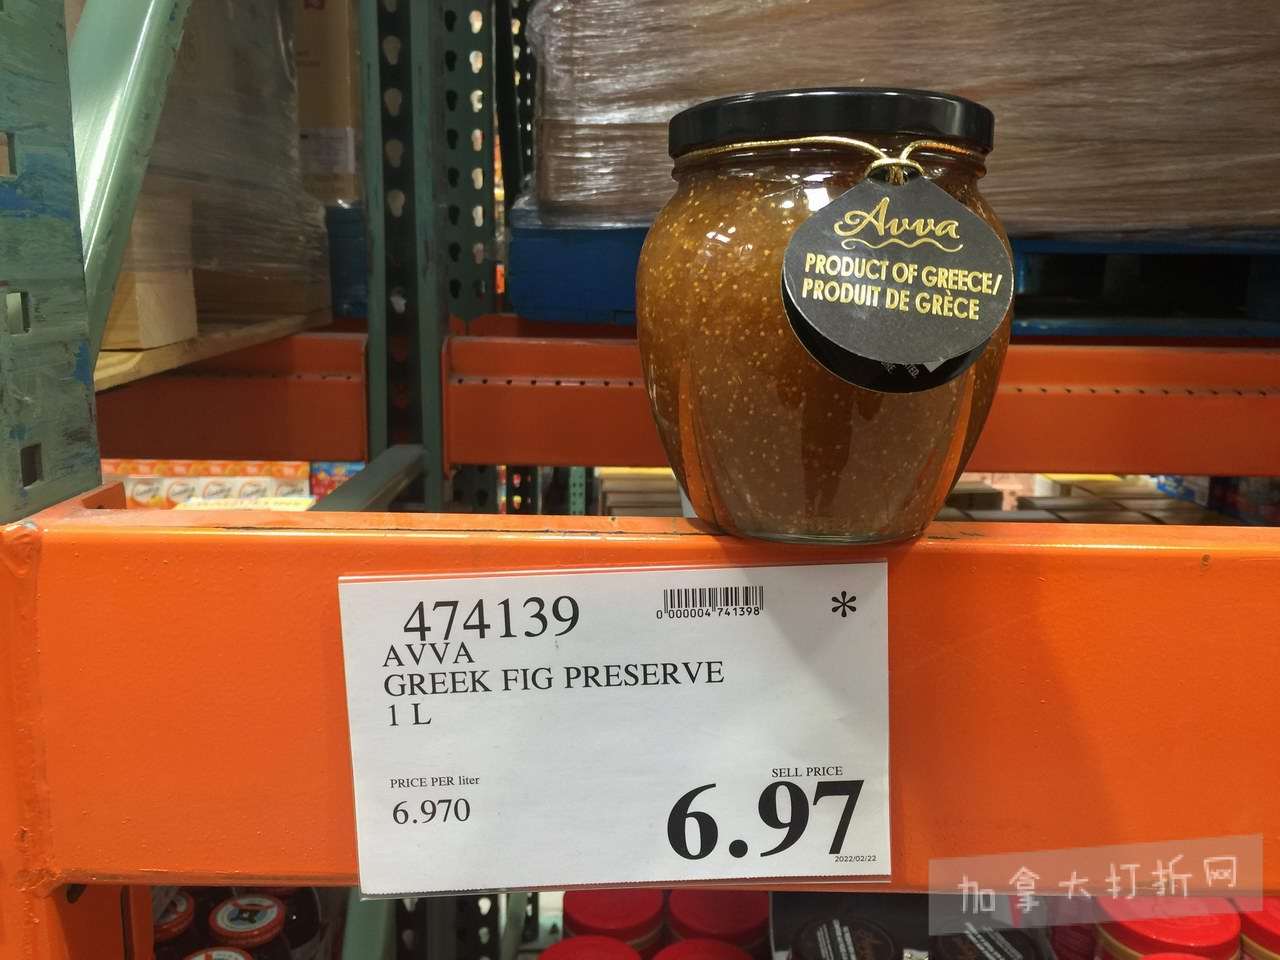 Avva
PRODUCT OF GREECE/
PRODUIT DE GRÈCE
474139
0 000004 741398
*
AVVA
GREEK FIG PRESERVE
1 L
PRICE PER liter
6.970
SELL PRICE
6.97
2022/02/22
加拿大打折网
Avva